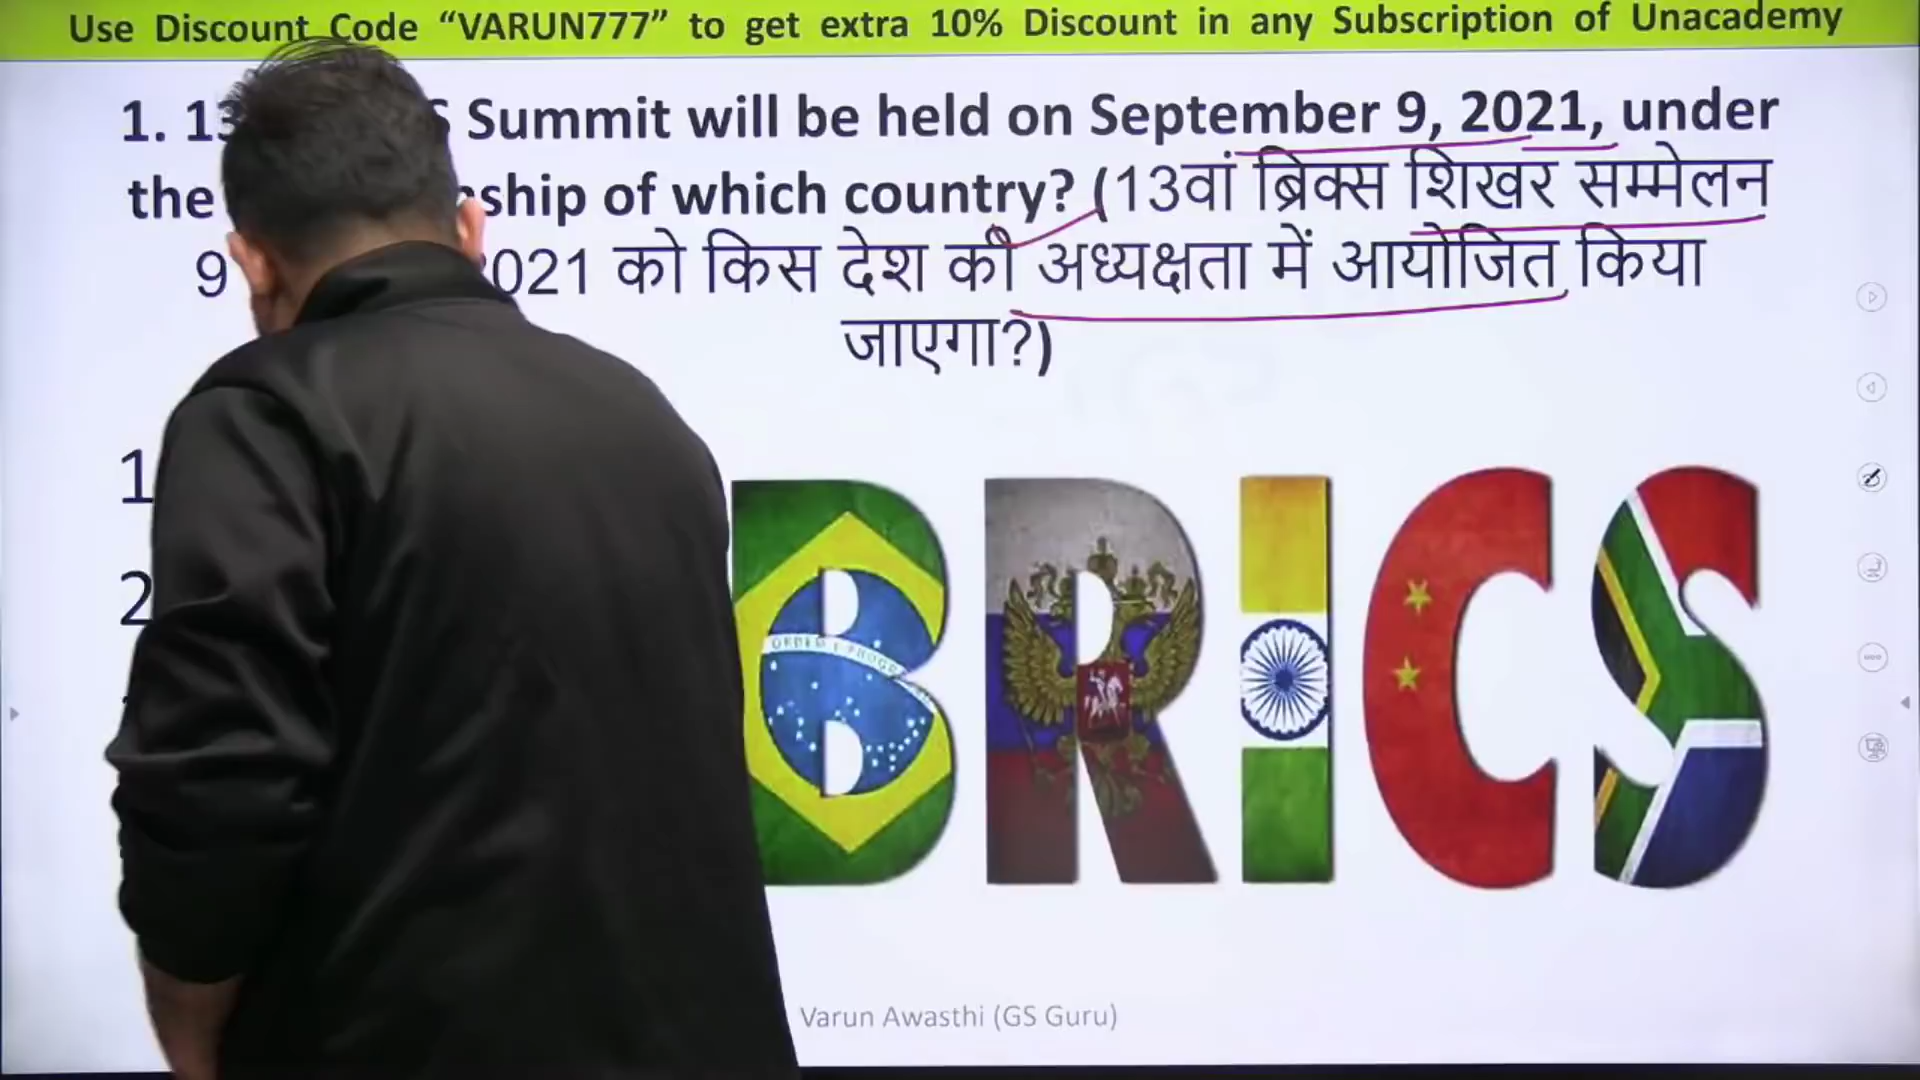 Use Discount Code “VARUN777” to get extra 10% Discount in any Subscription of Unacademy
1. 13 S Summit will be held on September 9, 2021, under
the ship of which country? (13वां ब्रिक्स शिखर सम्मेलन
9 2021 को किस देश की अध्यक्षता में आयोजित किया
जाएगा?)
1
2
BRICS
Varun Awasthi (GS Guru)